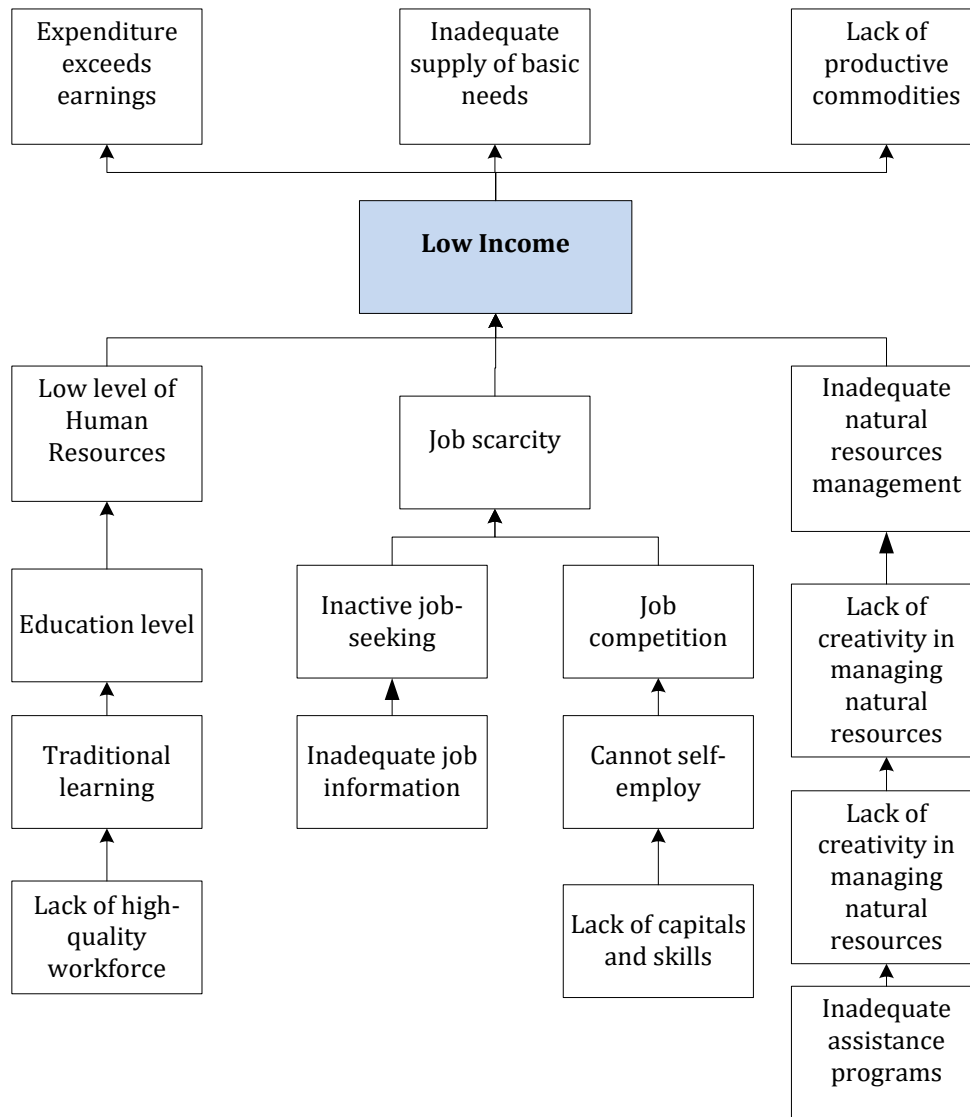 Expenditure
exceeds
earnings
Inadequate
supply of basic
needs
Lack of
productive
commodities
Low Income
Low level of
Human
Resources
Job scarcity
Inadequate
natural
resources
management
Education level
Inactive job-
seeking
Job
competition
Lack of
creativity in
managing
natural
resources
Traditional
learning
Inadequate job
information
Cannot self-
employ
Lack of
creativity in
managing
natural
resources
Lack of high-
quality
workforce
Lack of capitals
and skills
Inadequate
assistance
programs